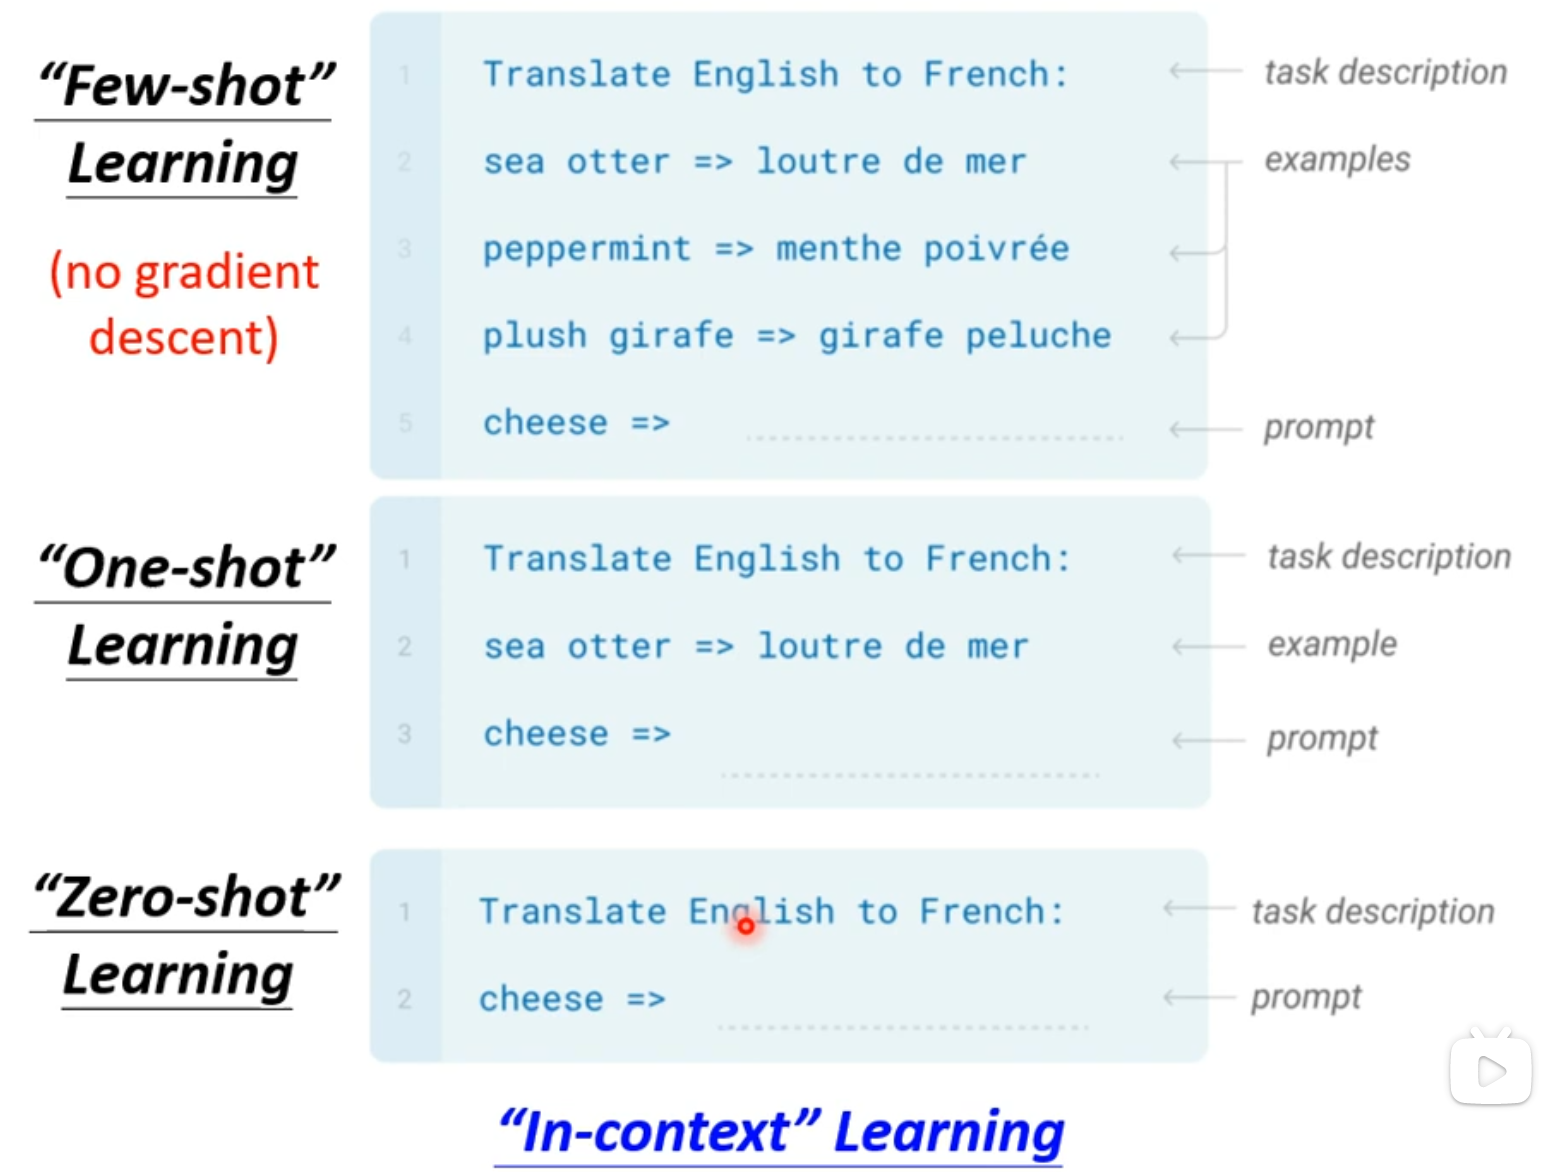 “Few-shot”
Learning
(no gradient
descent)
1 Translate English to French: task description
2 sea otter => loutre de mer examples
3 peppermint => menthe poivrée
4 plush girafe => girafe peluche
5 cheese => prompt
“One-shot”
Learning
1 Translate English to French: task description
2 sea otter => loutre de mer example
3 cheese => prompt
“Zero-shot”
Learning
1 Translate English to French: task description
2 cheese => prompt
“In-context” Learning